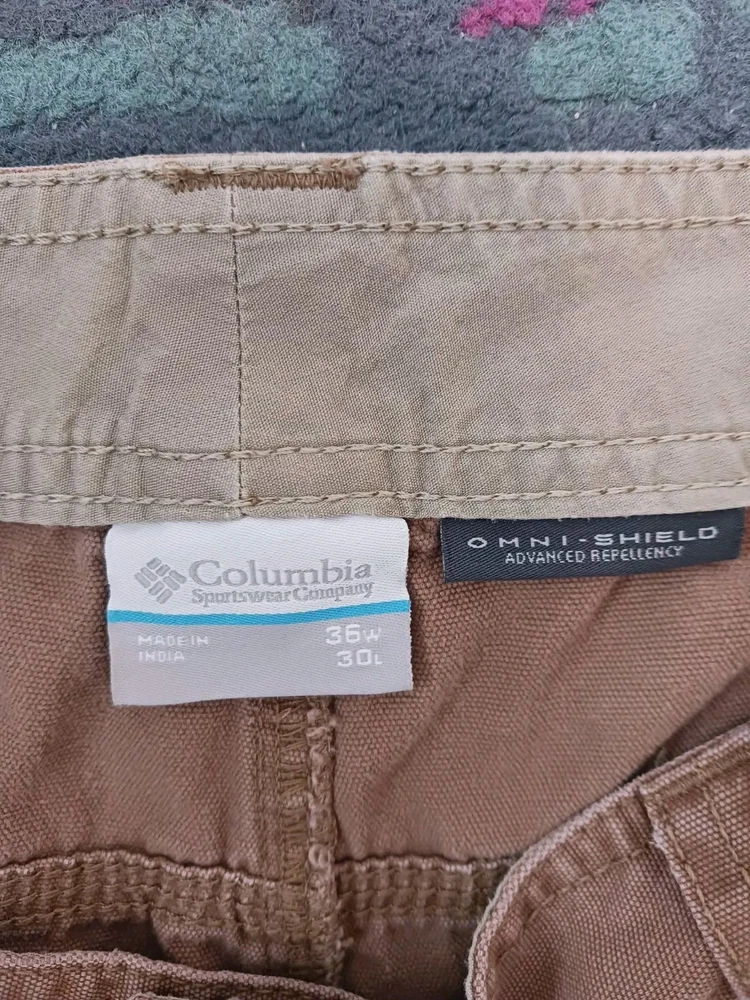 Columbia
Sportswear Company
MADE IN
INDIA
36W
30L
OMNI-SHIELD
ADVANCED REPELLENCY